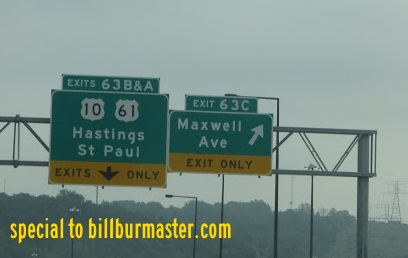 EXITS 63B&A
10 61
Hastings
St Paul
EXITS ONLY
EXIT 63C
Maxwell
Ave
EXIT ONLY
special to billburmaster.com